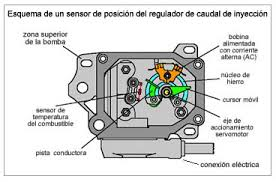 Esquema de un sensor de posición del regulador de caudal de inyección
zona superior
de la bomba
bobina
alimentada
con corriente
alterna (AC)
núcleo de
hierro
cursor móvil
sensor de
temperatura
del combustible
eje de
accionamiento
servomotor
pista conductora
conexión eléctrica